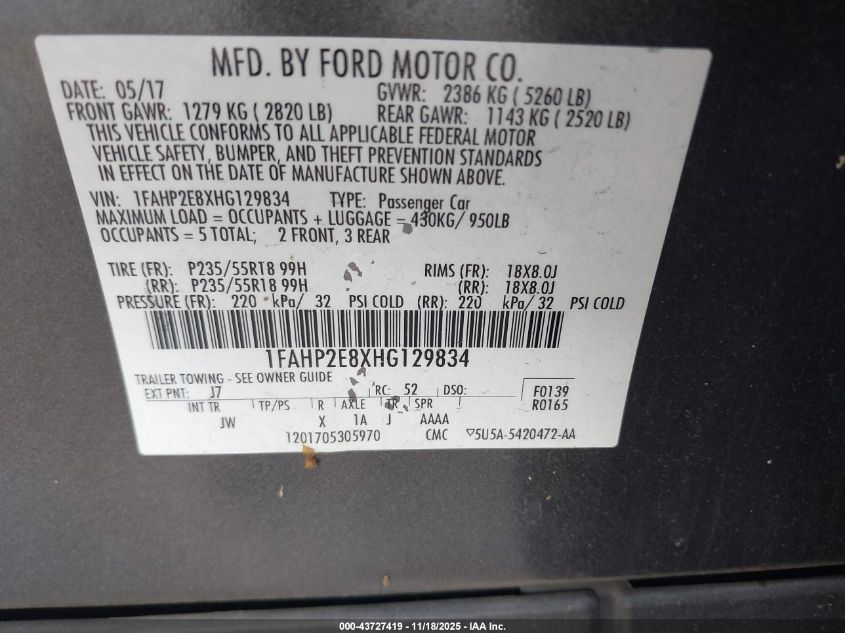 MFD. BY FORD MOTOR CO.
DATE: 05/17 GVWR: 2386 KG ( 5260 LB)
FRONT GAWR: 1279 KG ( 2820 LB) REAR GAWR: 1143 KG ( 2520 LB)
THIS VEHICLE CONFORMS TO ALL APPLICABLE FEDERAL MOTOR
VEHICLE SAFETY, BUMPER, AND THEFT PREVENTION STANDARDS
IN EFFECT ON THE DATE OF MANUFACTURE SHOWN ABOVE.
VIN: 1FAHP2E8XHG129834 TYPE: Passenger Car
MAXIMUM LOAD = OCCUPANTS + LUGGAGE = 430KG/ 950LB
OCCUPANTS = 5 TOTAL; 2 FRONT, 3 REAR
TIRE (FR): P235/55R18 99H RIMS (FR): 18X8.0J
(RR): P235/55R18 99H (RR): 18X8.0J
PRESSURE (FR): 220 kPa/ 32 PSI COLD (RR): 220 kPa/ 32 PSI COLD
1FAHP2E8XHG129834
TRAILER TOWING - SEE OWNER GUIDE
EXT PNT: J7 RC: 52 DSO: F0139
INT TR TP/PS R AXLE TR SPR R0165
JW X 1A J AAAA
1201705305970 CMC ▽5U5A-5420472-AA
000-43727419 - 11/18/2025 - IAA Inc.